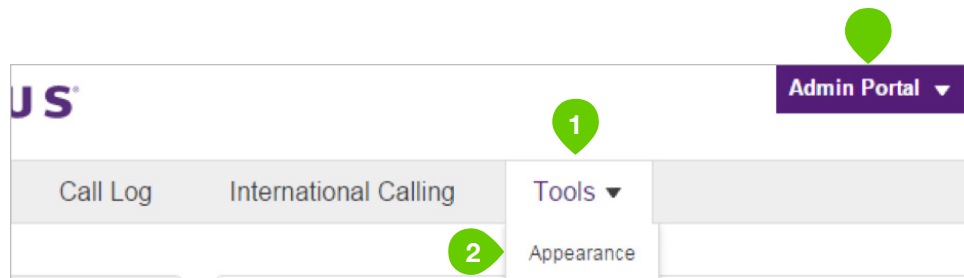 Admin Portal
US
1
Call Log International Calling Tools
2 Appearance